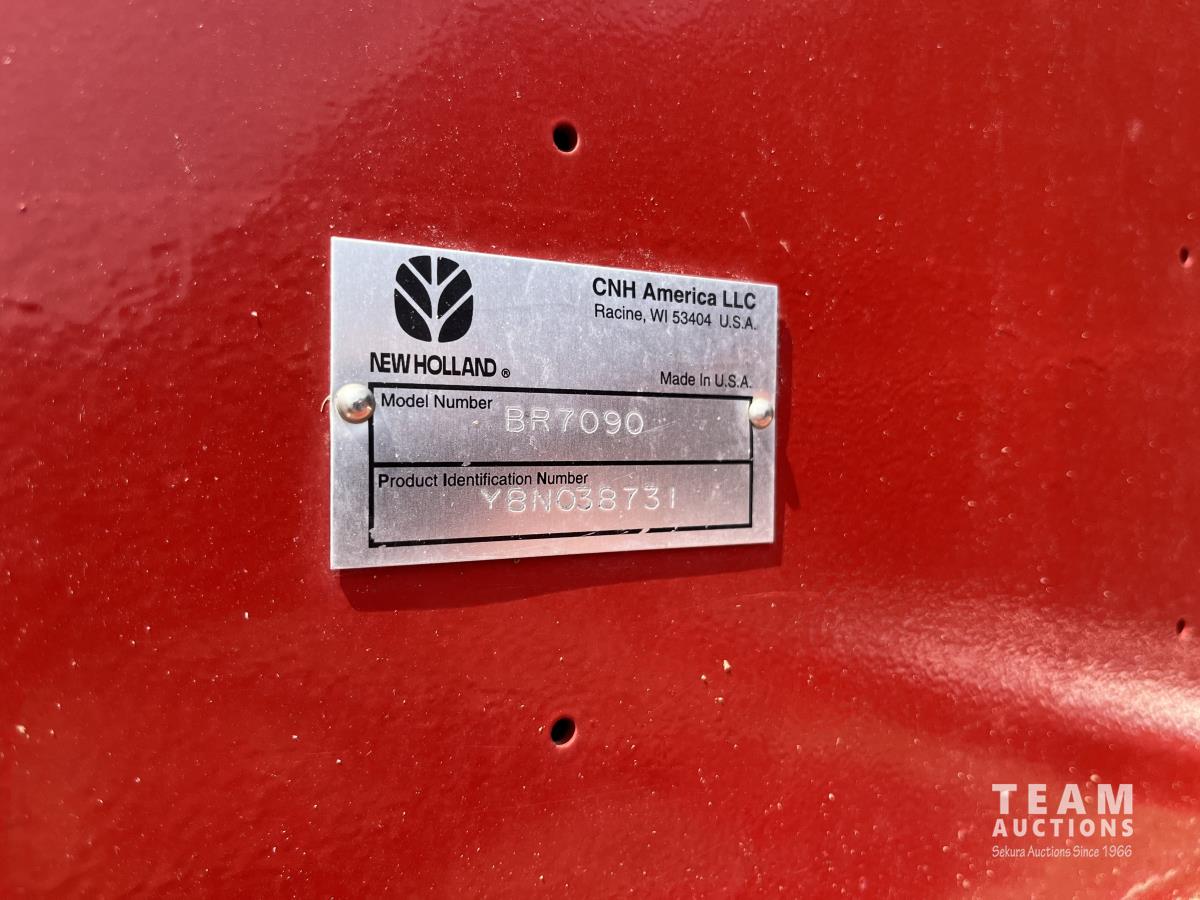 CNH America LLC
Racine, WI 53404 U.S.A.
NEW HOLLAND ®
Made In U.S.A.
Model Number
BR7090
Product Identification Number
Y8N038731
TEAM
AUCTIONS
Sekura Auctions Since 1966